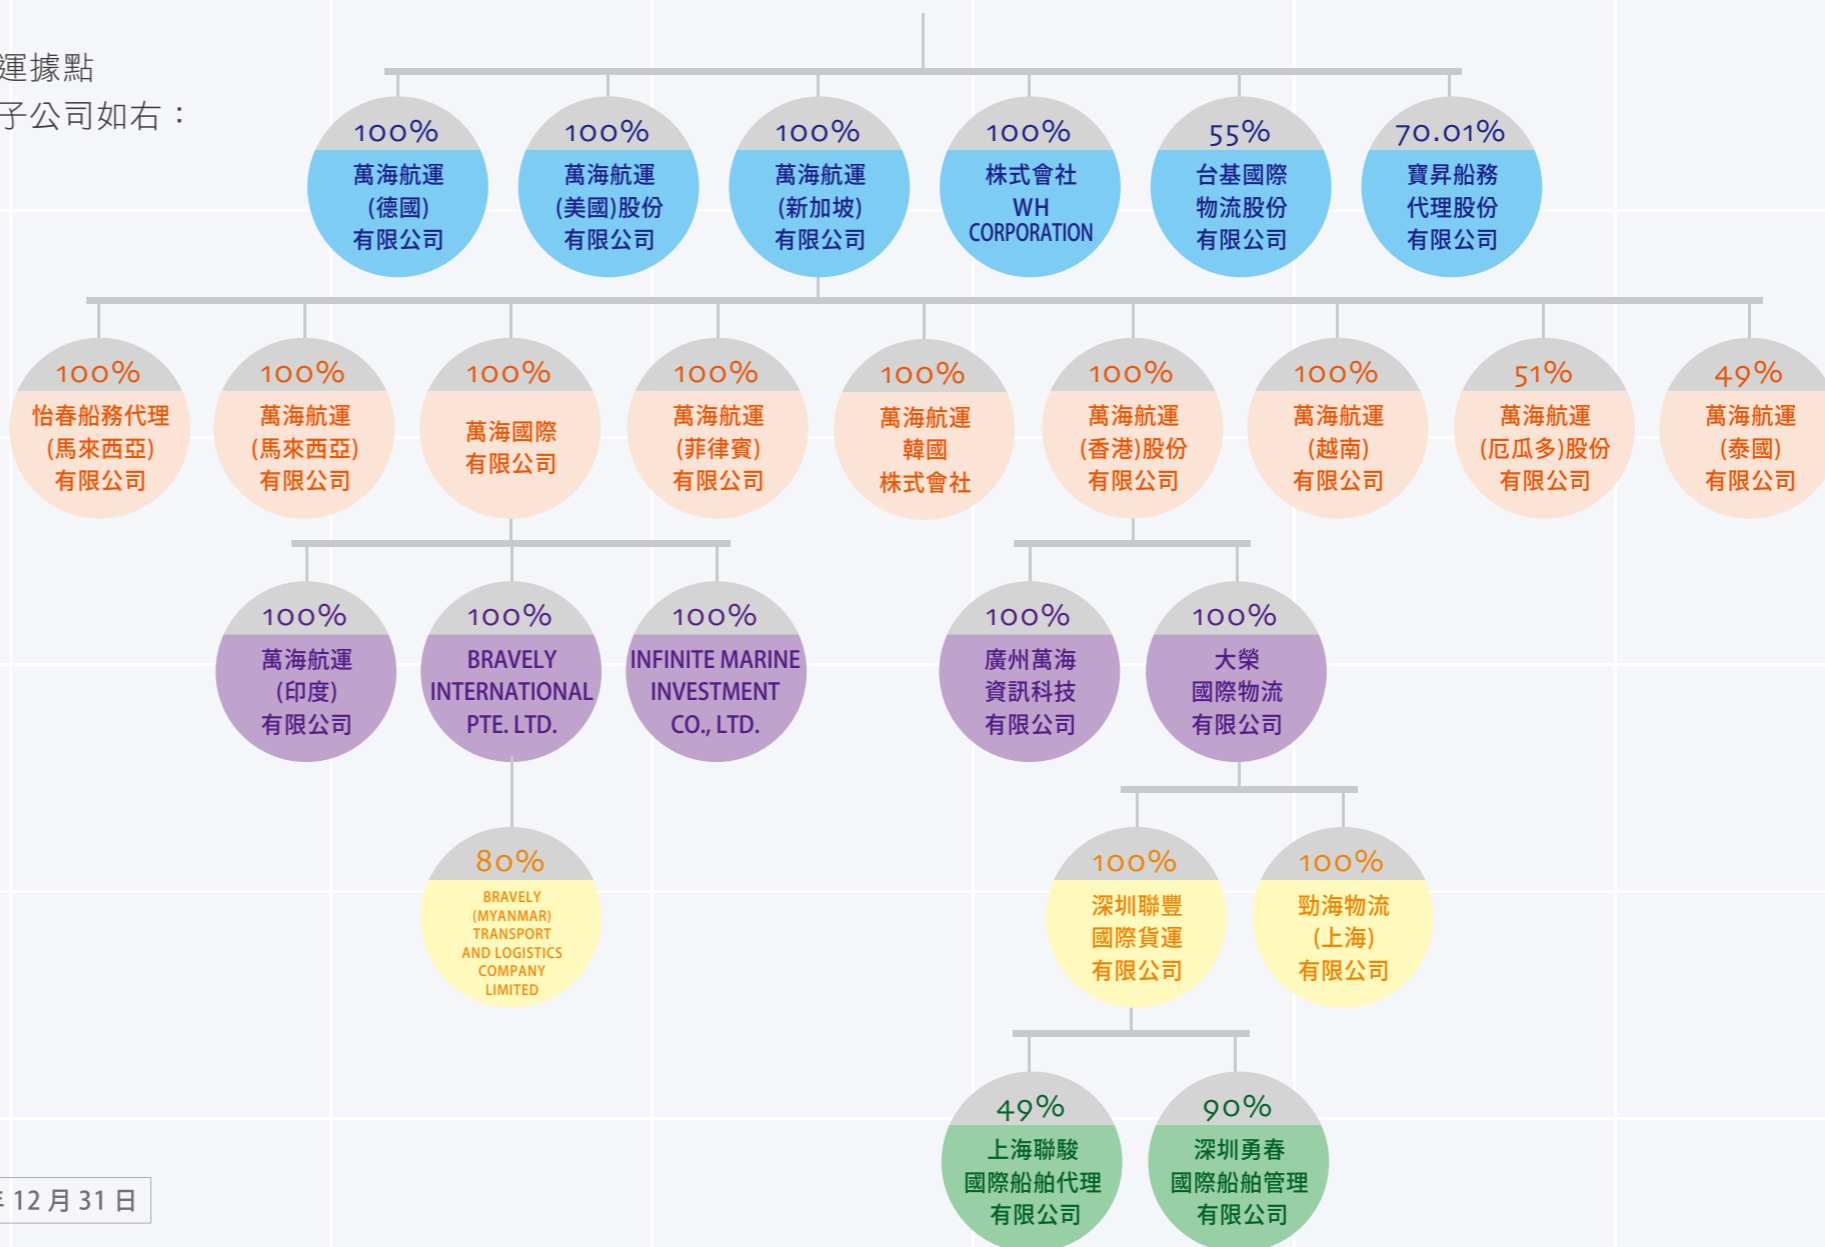 運據點
子公司如右：
100%
萬海航運
(德國)
有限公司
100%
萬海航運
(美國)股份
有限公司
100%
萬海航運
(新加坡)
有限公司
100%
株式會社
WH
CORPORATION
55%
台基國際
物流股份
有限公司
70.01%
寶昇船務
代理股份
有限公司
100%
怡春船務代理
(馬來西亞)
有限公司
100%
萬海航運
(馬來西亞)
有限公司
100%
萬海國際
有限公司
100%
萬海航運
(菲律賓)
有限公司
100%
萬海航運
韓國
株式會社
100%
萬海航運
(香港)股份
有限公司
100%
萬海航運
(越南)
有限公司
51%
萬海航運
(厄瓜多)股份
有限公司
49%
萬海航運
(泰國)
有限公司
100%
萬海航運
(印度)
有限公司
100%
BRAVELY
INTERNATIONAL
PTE. LTD.
100%
INFINITE MARINE
INVESTMENT
CO., LTD.
100%
廣州萬海
資訊科技
有限公司
100%
大榮
國際物流
有限公司
80%
BRAVELY
(MYANMAR)
TRANSPORT
AND LOGISTICS
COMPANY
LIMITED
100%
深圳聯豐
國際貨運
有限公司
100%
勁海物流
(上海)
有限公司
49%
上海聯駿
國際船舶代理
有限公司
90%
深圳勇春
國際船舶管理
有限公司
年 12 月 31 日